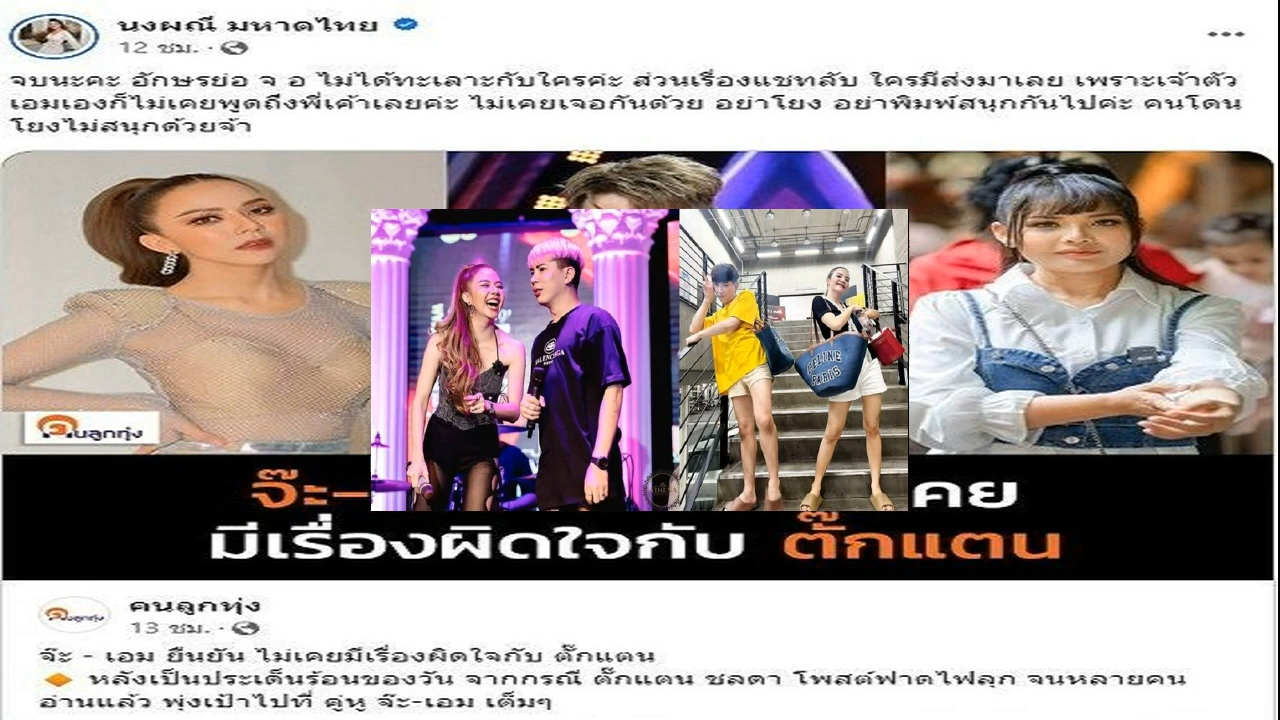 นงผณี มหาดไทย
12 ชม.
จบนะคะ อักษรย่อ จ อ ไม่ได้ทะเลาะกับใครค่ะ ส่วนเรื่องแชทลับ ใครมีส่งมาเลย เพราะเจ้าตัว
เอมเองก็ไม่เคยพูดถึงพี่เค้าเลยค่ะ ไม่เคยเจอกันด้วย อย่าโยง อย่าพิมพ์สนุกกันไปค่ะ คนโดน
โยงไม่สนุกด้วยจ้า
BALENCIAGA
CELINE
PARIS
คนลูกทุ่ง
จ๊ะ–
คย
มีเรื่องผิดใจกับ ตั๊กแตน
คนลูกทุ่ง
คนลูกทุ่ง
13 ชม.
จ๊ะ - เอม ยืนยัน ไม่เคยมีเรื่องผิดใจกับ ตั๊กแตน
หลังเป็นประเด็นร้อนของวัน จากกรณี ตั๊กแตน ชลดา โพสต์ฟาดไฟลุก จนหลายคน
อ่านแล้ว พุ่งเป้าไปที่ คู่หู จ๊ะ-เอม เต็มๆ